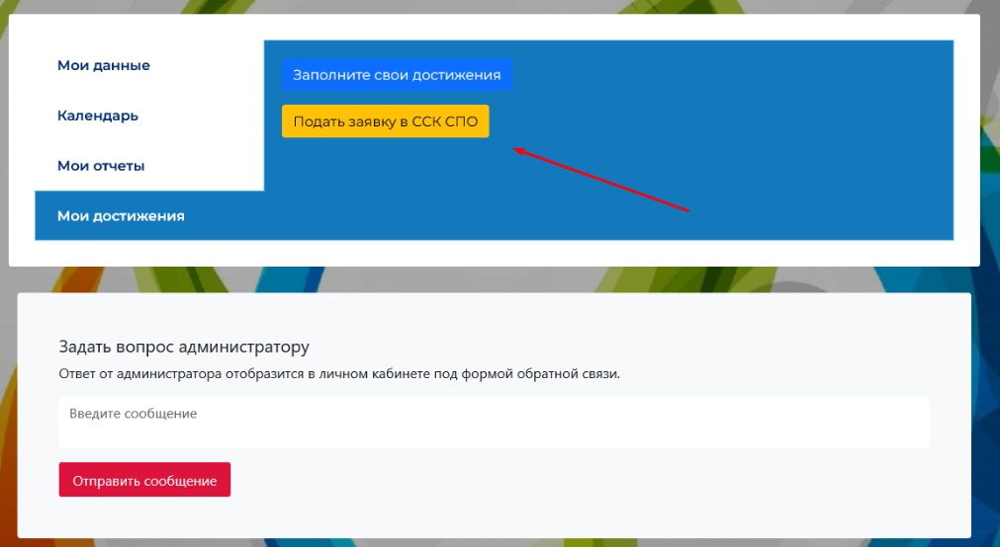 Мои данные
Календарь
Мои отчеты
Мои достижения
Заполните свои достижения
Подать заявку в ССК СПО
Задать вопрос администратору
Ответ от администратора отобразится в личном кабинете под формой обратной связи.
Введите сообщение
Отправить сообщение